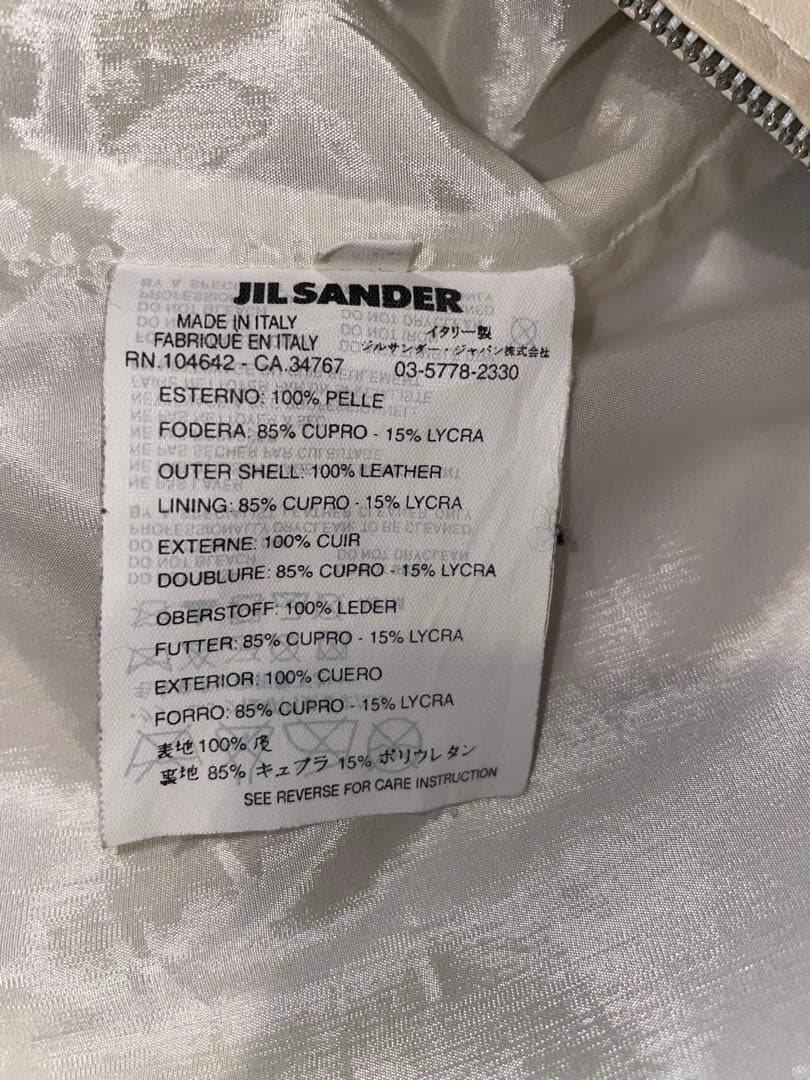 JIL SANDER
MADE IN ITALY
FABRIQUE EN ITALY
RN.104642 - CA.34767
イタリー製
ジルサンダー・ジャパン株式会社
03-5778-2330
ESTERNO: 100% PELLE
FODERA: 85% CUPRO - 15% LYCRA
OUTER SHELL: 100% LEATHER
LINING: 85% CUPRO - 15% LYCRA
EXTERNE: 100% CUIR
DOUBLURE: 85% CUPRO - 15% LYCRA
OBERSTOFF: 100% LEDER
FUTTER: 85% CUPRO - 15% LYCRA
EXTERIOR: 100% CUERO
FORRO: 85% CUPRO - 15% LYCRA
表地 100%
裏地 85% キュプラ 15% ポリウレタン
SEE REVERSE FOR CARE INSTRUCTION